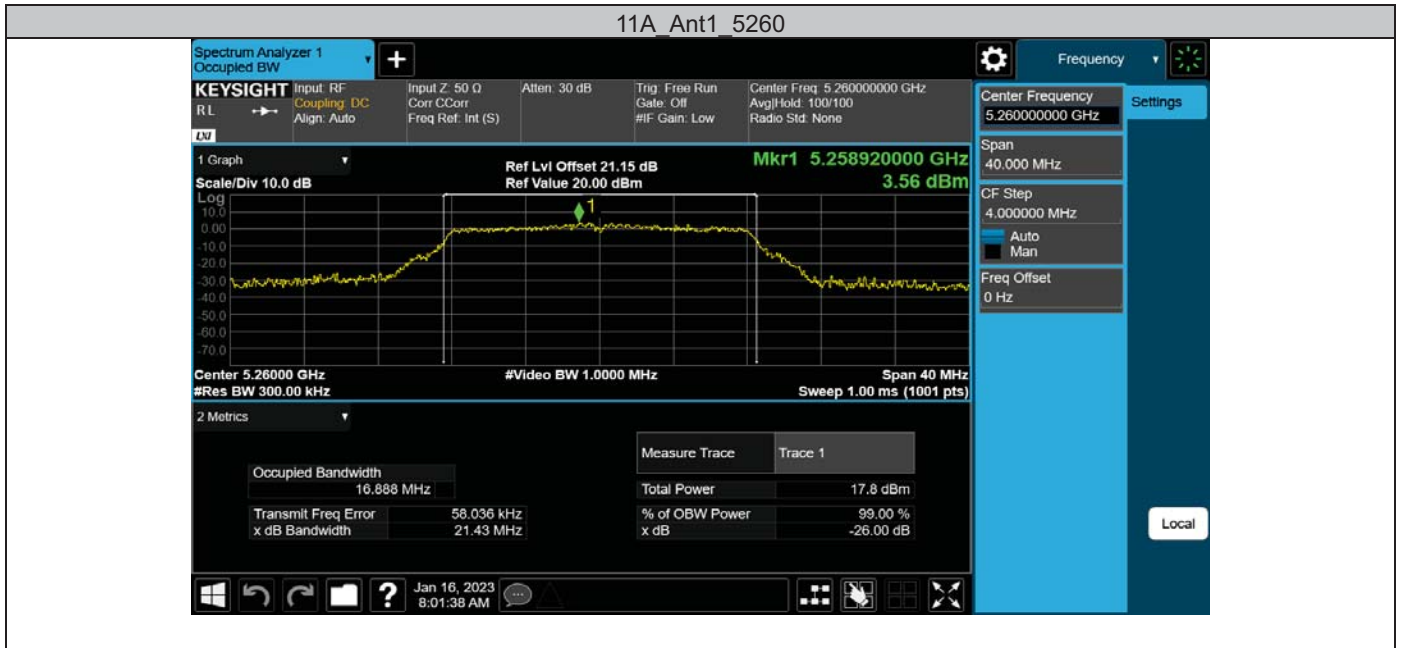 11A_Ant1_5260
Spectrum Analyzer 1
Occupied BW
+
Frequency
KEYSIGHT
RL
LXI
Input: RF
Coupling: DC
Align: Auto
Input Z: 50 Ω
Corr CCorr
Freq Ref: Int (S)
Atten: 30 dB
Trig: Free Run
Gate: Off
#IF Gain: Low
Center Freq: 5.260000000 GHz
Avg|Hold: 100/100
Radio Std: None
Center Frequency
5.260000000 GHz
Settings
Span
40.000 MHz
CF Step
4.000000 MHz
Auto
Man
Freq Offset
0 Hz
Local
1 Graph
Scale/Div 10.0 dB
Ref Lvl Offset 21.15 dB
Ref Value 20.00 dBm
Mkr1 5.258920000 GHz
3.56 dBm
Log
10.0
0.00
-10.0
-20.0
-30.0
-40.0
-50.0
-60.0
-70.0
1
Center 5.26000 GHz
#Res BW 300.00 kHz
#Video BW 1.0000 MHz
Span 40 MHz
Sweep 1.00 ms (1001 pts)
2 Metrics
Measure Trace Trace 1
Occupied Bandwidth
16.888 MHz
Total Power 17.8 dBm
Transmit Freq Error 58.036 kHz
% of OBW Power 99.00 %
x dB Bandwidth 21.43 MHz
x dB -26.00 dB
?
Jan 16, 2023
8:01:38 AM